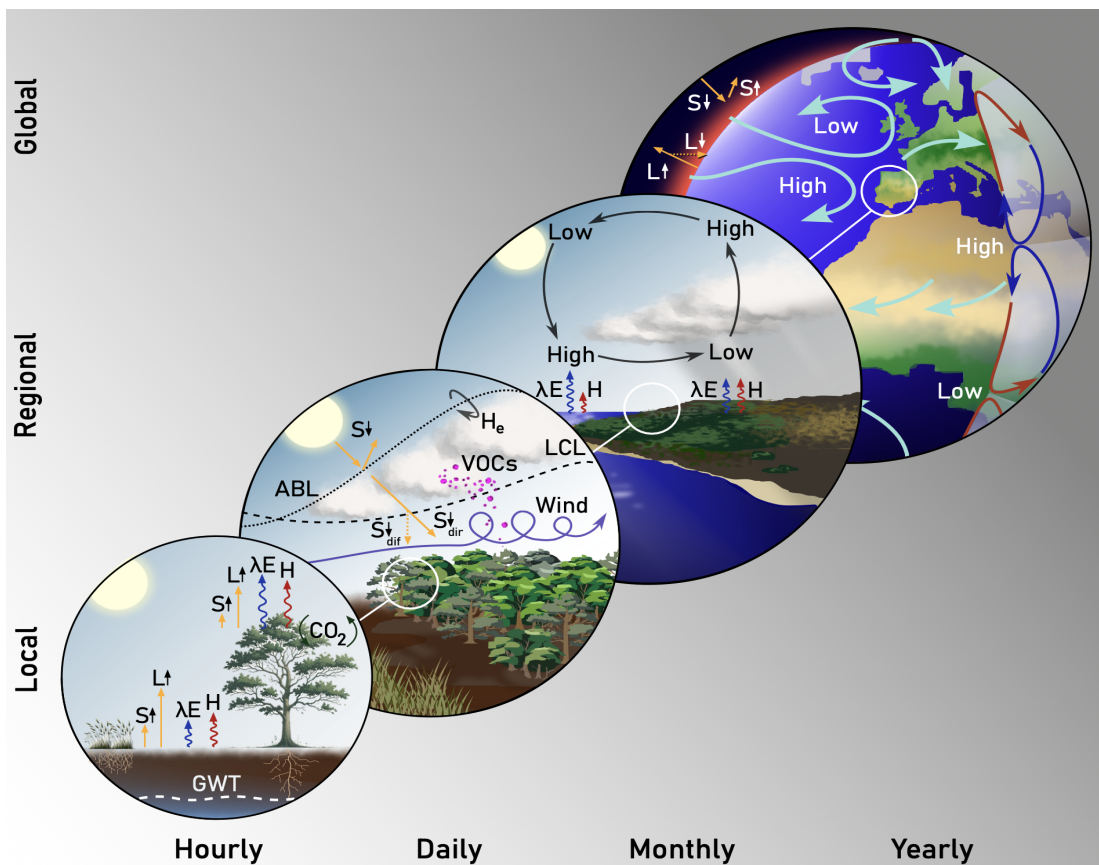 Global
Regional
Local
S↓
S↑
L↓
L↑
Low
High
High
Low
Low
High
High
Low
λE
H
λE
H
S↓
He
ABL
VOCs
LCL
S↓dif
S↓dir
Wind
S↑
L↑
λE
H
CO2
S↑
L↑
λE
H
GWT
Hourly
Daily
Monthly
Yearly